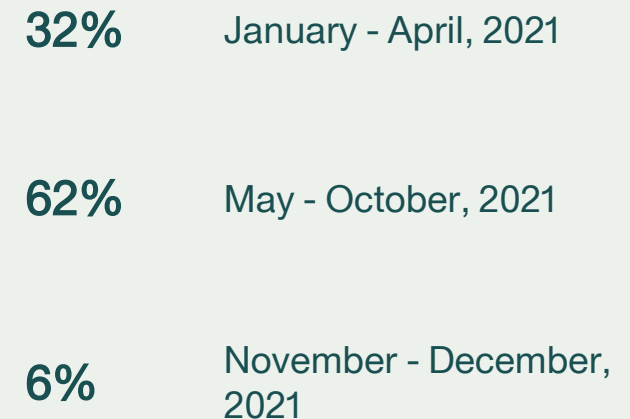 32% January - April, 2021
62% May - October, 2021
6% November - December,
2021